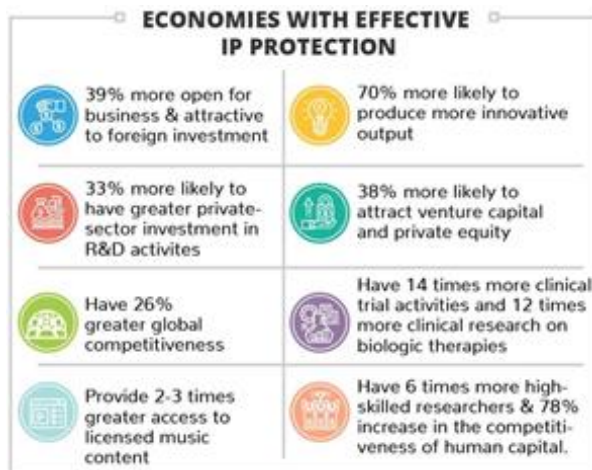 ECONOMIES WITH EFFECTIVE
IP PROTECTION
39% more open for
business & attractive
to foreign investment
70% more likely to
produce more innovative
output
33% more likely to
have greater private-
sector investment in
R&D activites
38% more likely to
attract venture capital
and private equity
Have 26%
greater global
competitiveness
Have 14 times more clinical
trial activities and 12 times
more clinical research on
biologic therapies
Provide 2-3 times
greater access to
licensed music
content
Have 6 times more high-
skilled researchers & 78%
increase in the competiti-
veness of human capital.